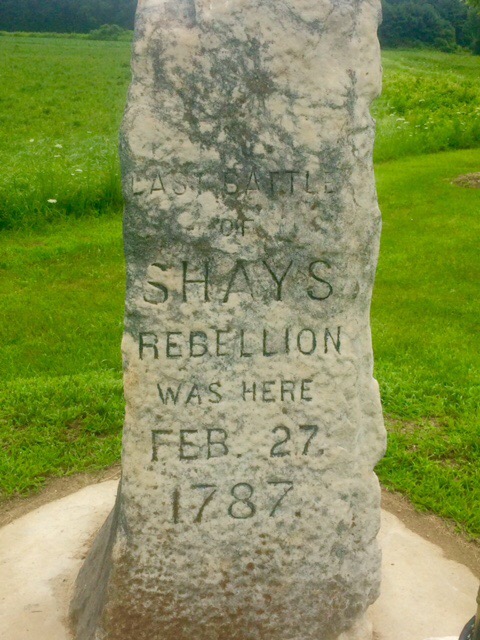 LAST BATTLE
OF
SHAYS
REBELLION
WAS HERE
FEB. 27.
1787